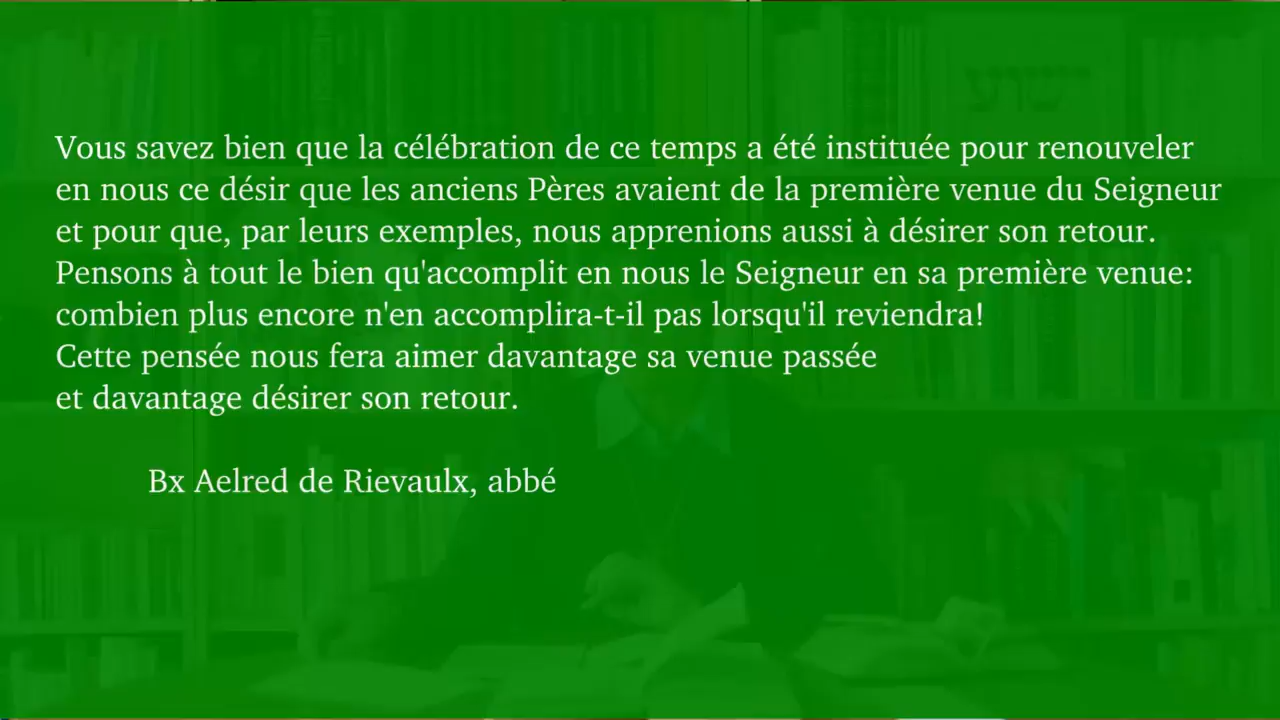 ישוע
Vous savez bien que la célébration de ce temps a été instituée pour renouveler
en nous ce désir que les anciens Pères avaient de la première venue du Seigneur
et pour que, par leurs exemples, nous apprenions aussi à désirer son retour.
Pensons à tout le bien qu'accomplit en nous le Seigneur en sa première venue:
combien plus encore n'en accomplira-t-il pas lorsqu'il reviendra!
Cette pensée nous fera aimer davantage sa venue passée
et davantage désirer son retour.
Bx Aelred de Rievaulx, abbé